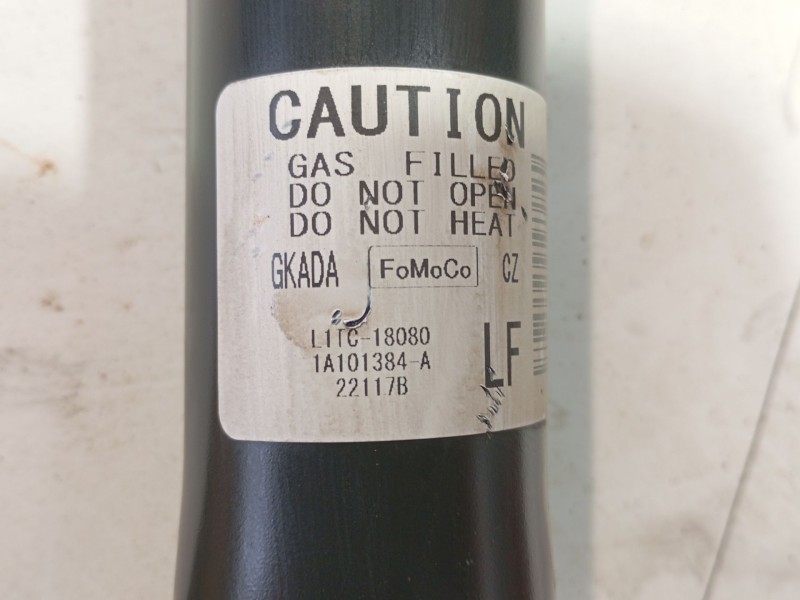 CAUTION
GAS FILLED
DO NOT OPEN
DO NOT HEAT
GKADA FoMoCo CZ
L1TC-18080
1A101384-A
22117B
LF